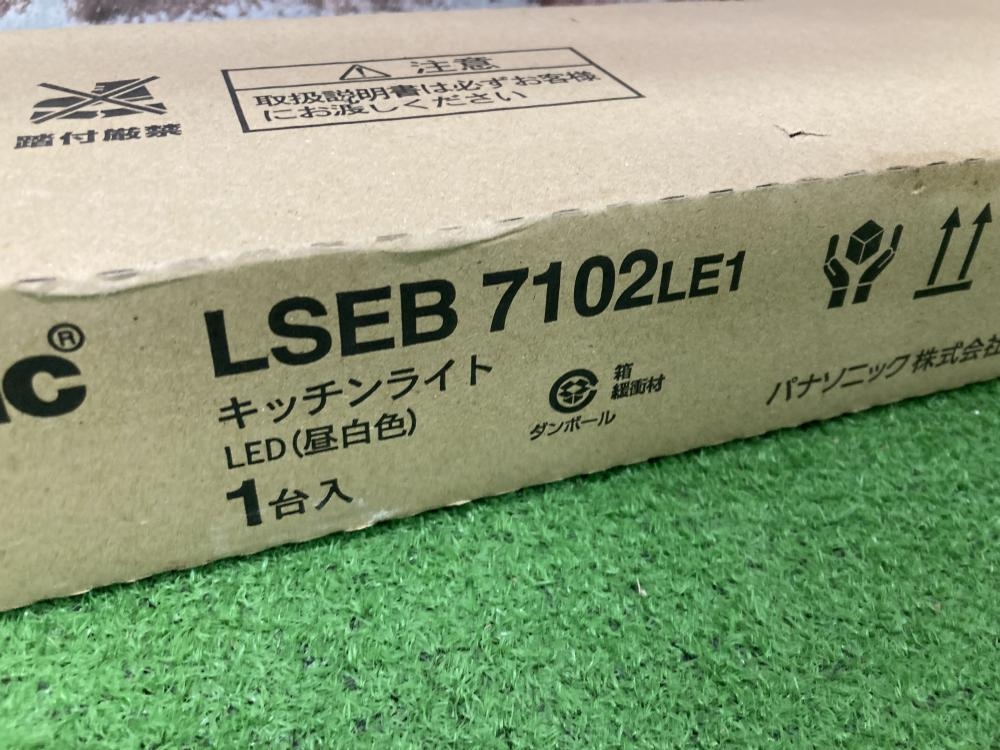 踏付厳禁
注意
取扱説明書は必ずお客様
にお渡しください
ic®
LSEB 7102LE1
キッチンライト
LED(昼白色)
1台入
ダンボール
箱
緩衝材
パナソニック株式会社